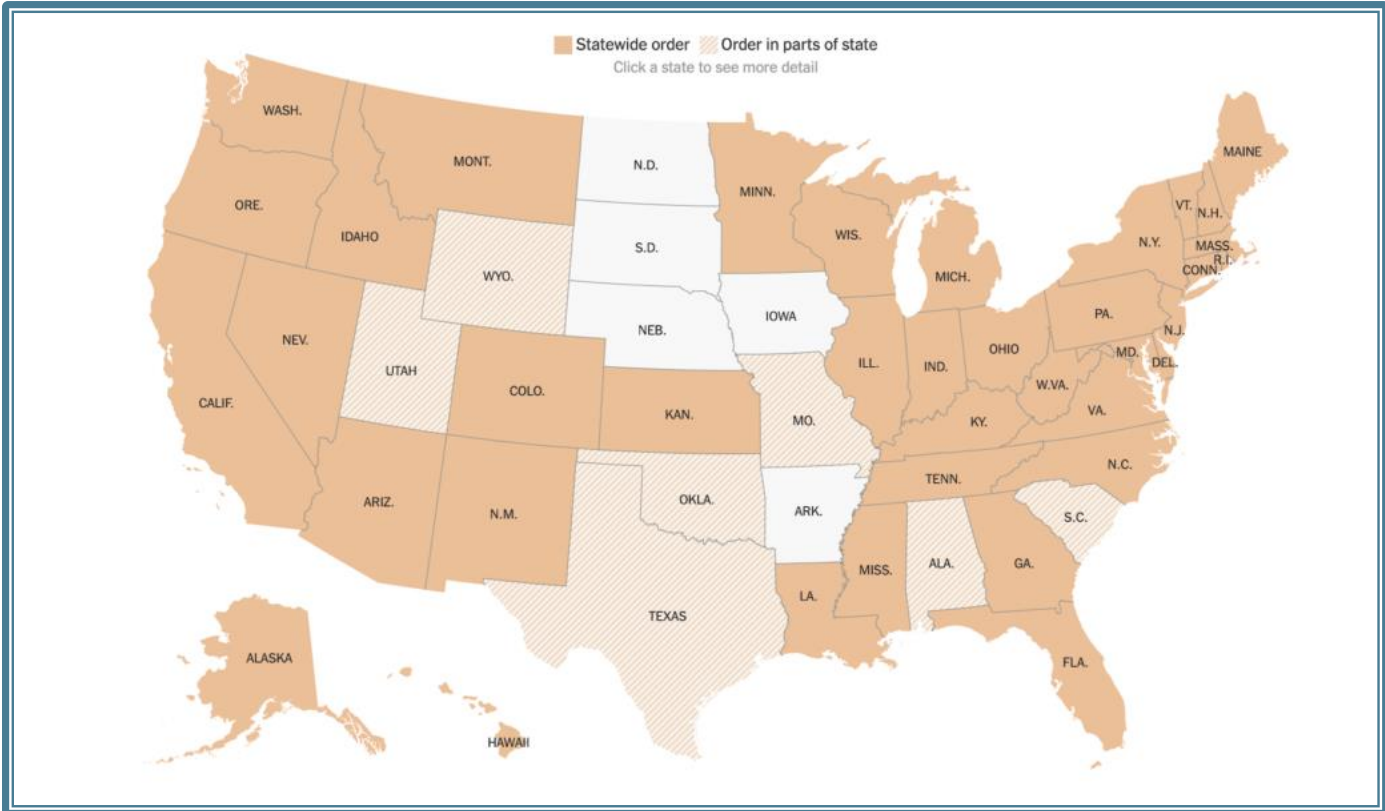 Statewide order Order in parts of state
Click a state to see more detail
WASH.
MONT.
N.D.
MINN.
MAINE
ORE.
IDAHO
S.D.
WIS.
MICH.
VT.
N.H.
N.Y.
MASS.
R.I.
CONN.
WYO.
NEB.
IOWA
PA.
N.J.
NEV.
UTAH
COLO.
ILL.
IND.
OHIO
MD.
DEL.
W.VA.
CALIF.
KAN.
MO.
KY.
VA.
ARIZ.
N.M.
OKLA.
ARK.
TENN.
N.C.
S.C.
TEXAS
LA.
MISS.
ALA.
GA.
FLA.
ALASKA
HAWAII